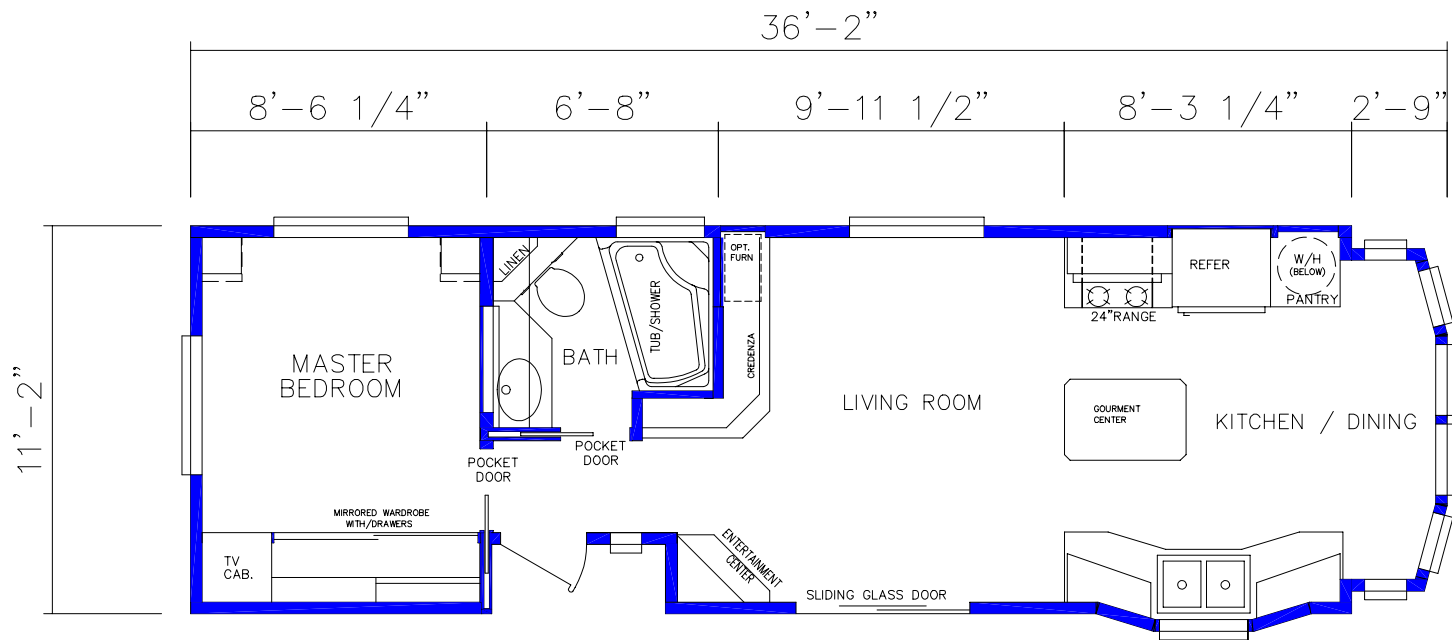 36'-2"
8'-6 1/4"
6'-8"
9'-11 1/2"
8'-3 1/4"
2'-9"
11'-2"
LINEN
OPT.
FURN
REFER
W/H
(BELOW)
PANTRY
24"RANGE
TUB/SHOWER
CREDENZA
BATH
MASTER
BEDROOM
LIVING ROOM
GOURMENT
CENTER
KITCHEN / DINING
POCKET
DOOR
POCKET
DOOR
MIRRORED WARDROBE
WITH/DRAWERS
TV
CAB.
ENTERTAINMENT
CENTER
SLIDING GLASS DOOR